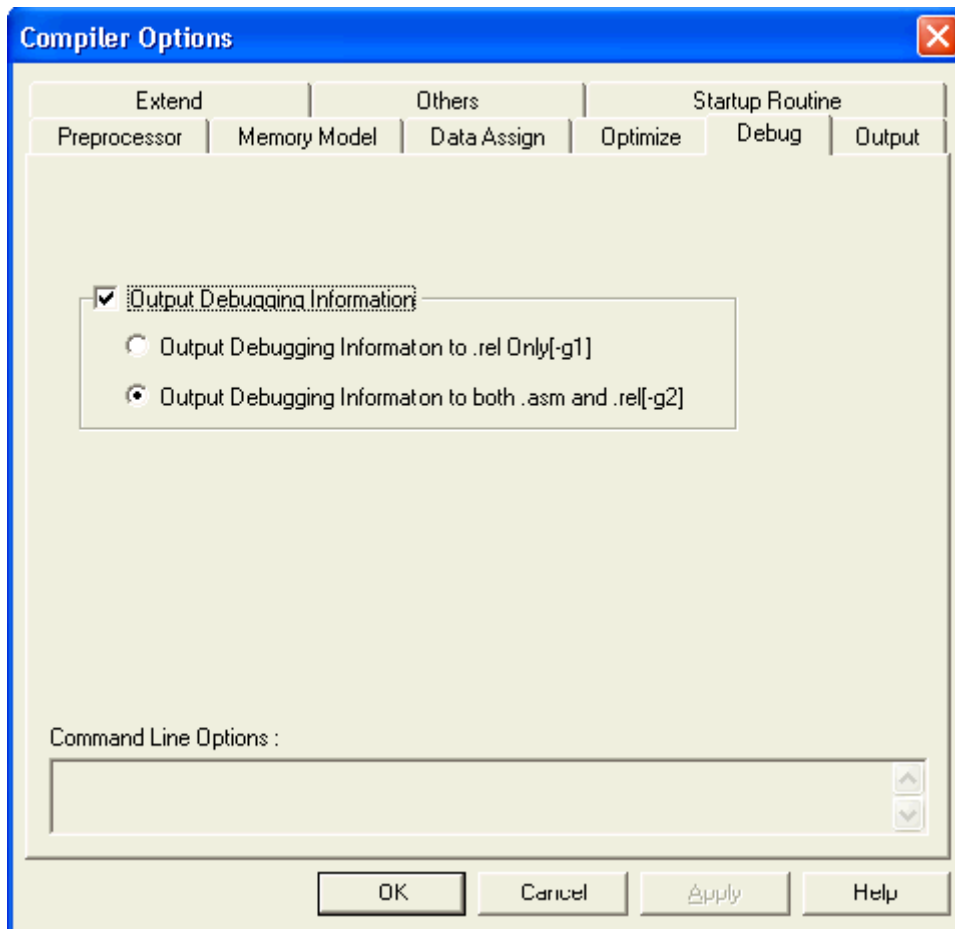 Compiler Options
Extend Others Startup Routine
Preprocessor Memory Model Data Assign Optimize Debug Output
Output Debugging Information
Output Debugging Informaton to .rel Only[-g1]
Output Debugging Informaton to both .asm and .rel[-g2]
Command Line Options :
OK Cancel Apply Help